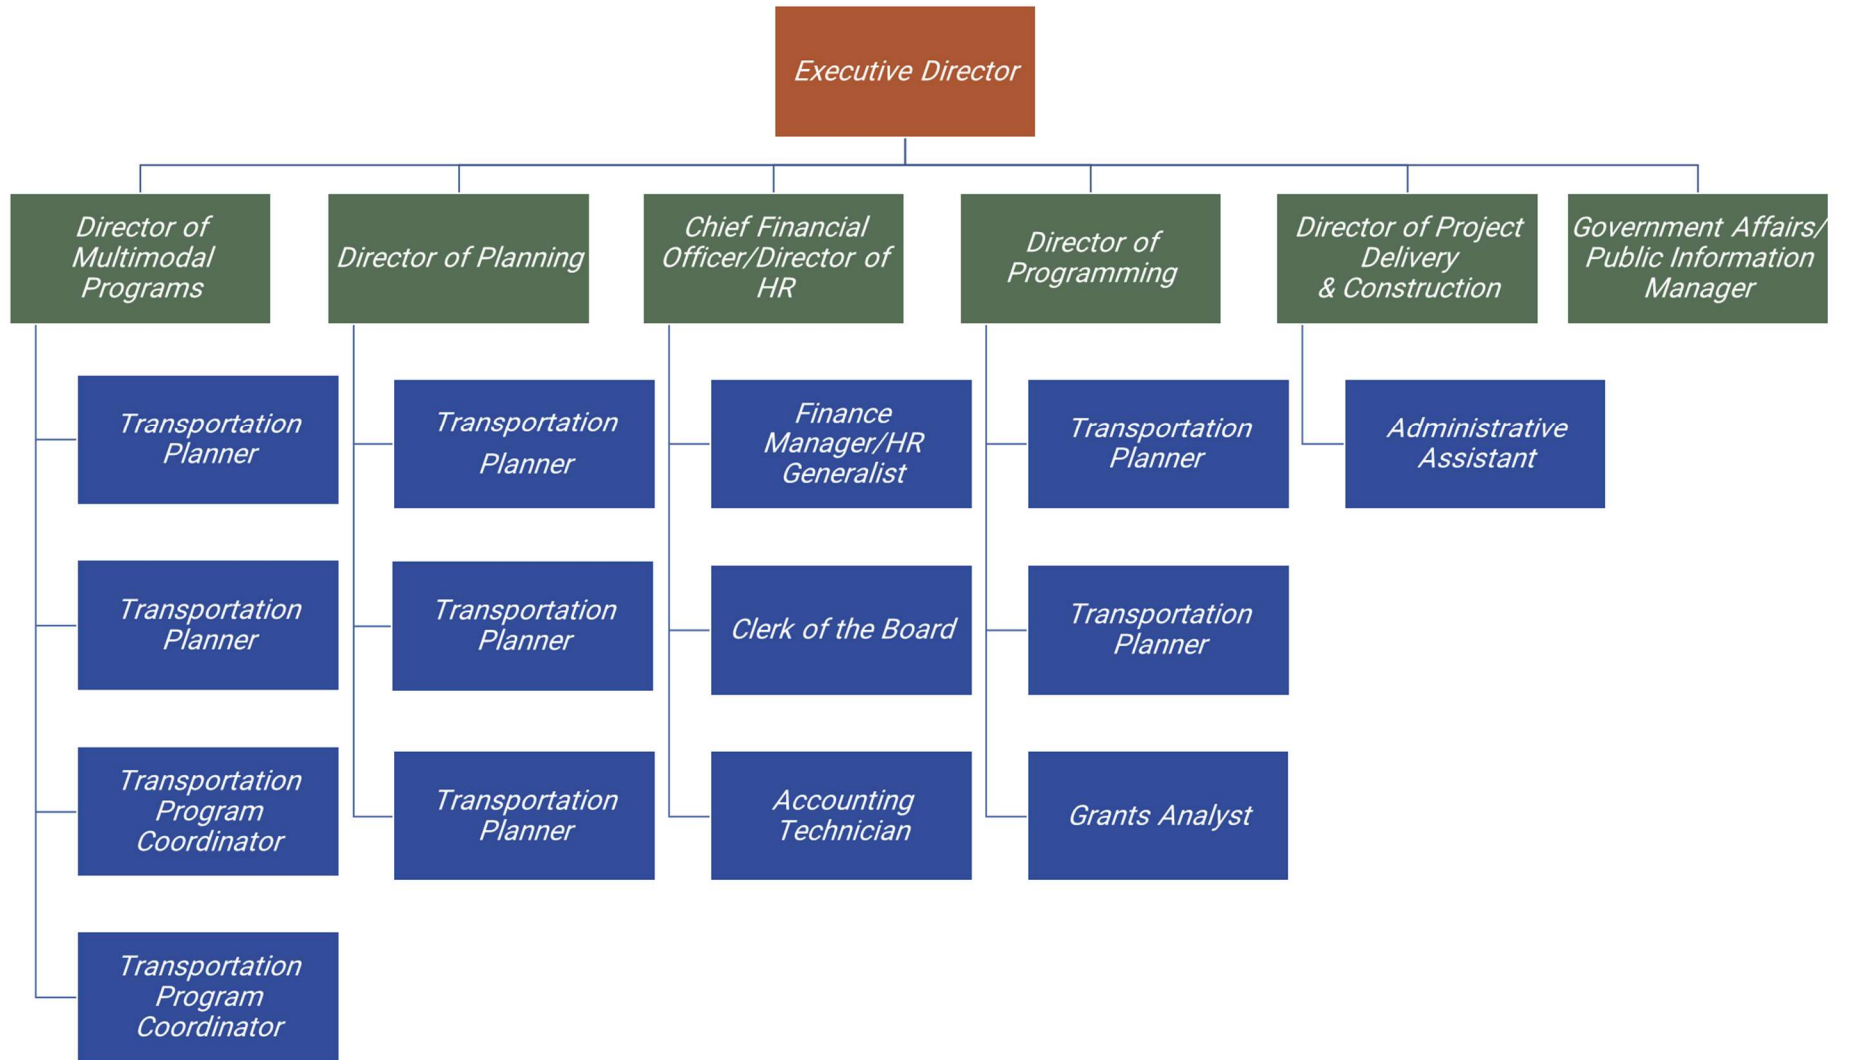 Executive Director
Director of
Multimodal
Programs
Director of Planning
Chief Financial
Officer/Director of
HR
Director of
Programming
Director of Project
Delivery
& Construction
Government Affairs/
Public Information
Manager
Transportation
Planner
Transportation
Planner
Finance
Manager/HR
Generalist
Transportation
Planner
Administrative
Assistant
Transportation
Planner
Transportation
Planner
Clerk of the Board
Transportation
Planner
Transportation
Program
Coordinator
Transportation
Planner
Accounting
Technician
Grants Analyst
Transportation
Program
Coordinator